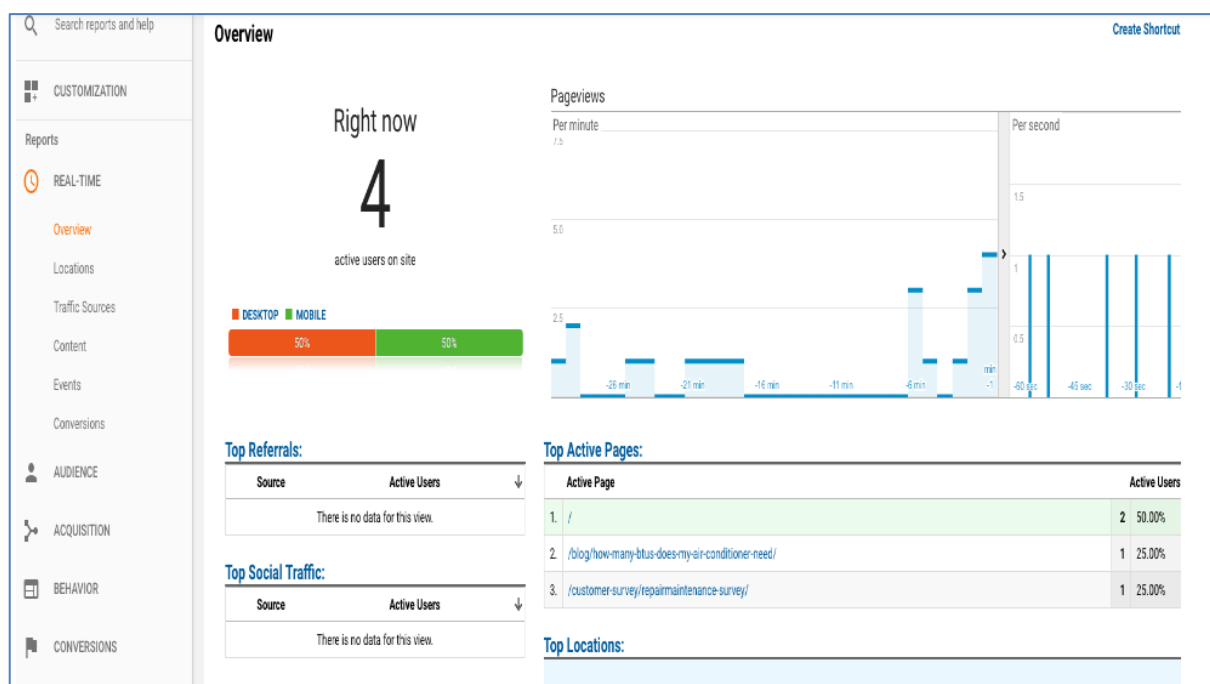 Search reports and help
CUSTOMIZATION
Reports
REAL-TIME
Overview
Locations
Traffic Sources
Content
Events
Conversions
AUDIENCE
ACQUISITION
BEHAVIOR
CONVERSIONS
Overview
Create Shortcut
Right now
4
active users on site
DESKTOP MOBILE
50% 50%
Pageviews
Per minute
7.5
5.0
2.5
-26 min -21 min -16 min -11 min -6 min min -1
Per second
1.5
1
0.5
-60 sec -45 sec -30 sec
Top Referrals:
Source Active Users
There is no data for this view.
Top Social Traffic:
Source Active Users
There is no data for this view.
Top Active Pages:
Active Page Active Users
1. / 2 50.00%
2. /blog/how-many-btus-does-my-air-conditioner-need/ 1 25.00%
3. /customer-survey/repairmaintenance-survey/ 1 25.00%
Top Locations: